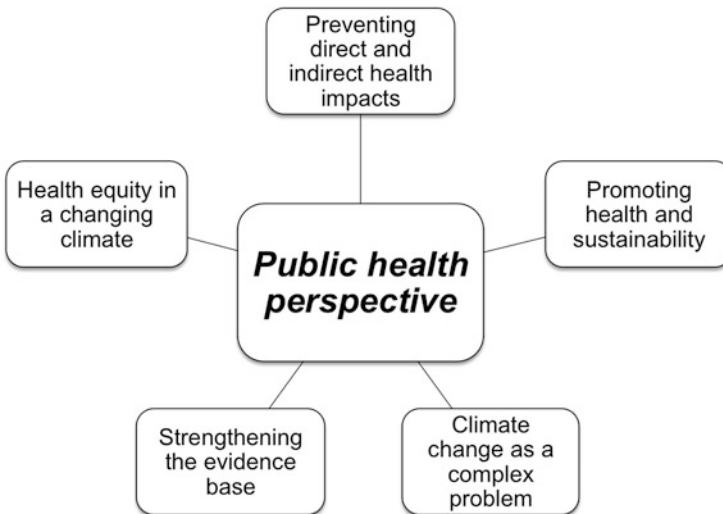 Preventing
direct and
indirect health
impacts
Health equity in
a changing
climate
Promoting
health and
sustainability
Public health
perspective
Strengthening
the evidence
base
Climate
change as a
complex
problem